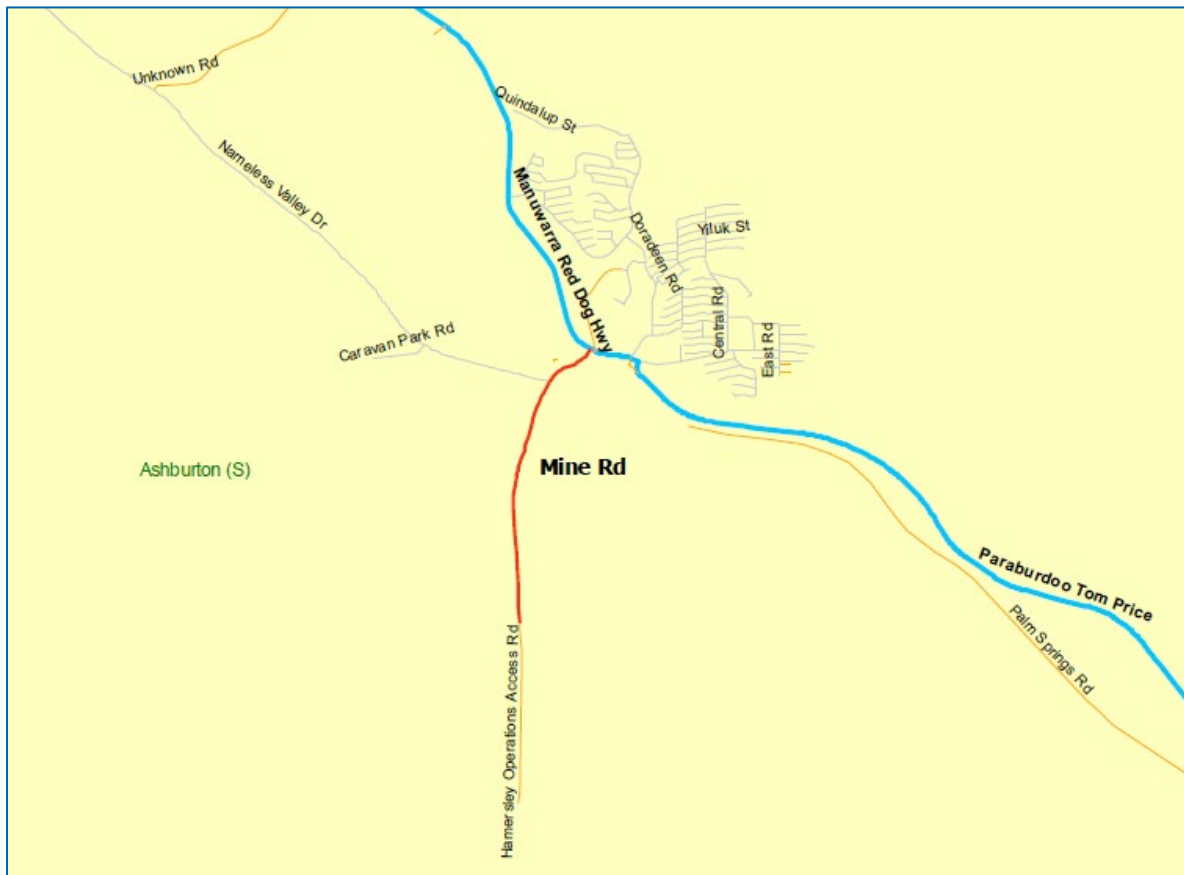 Unknown Rd
Quindalup St
Nameless Valley Dr
Manuwarra Red Dog Hwy
Doradeen Rd
Yiluk St
Central Rd
East Rd
Caravan Park Rd
Ashburton (S)
Mine Rd
Paraburdoo Tom Price
Palm Springs Rd
Hamersley Operations Access Rd